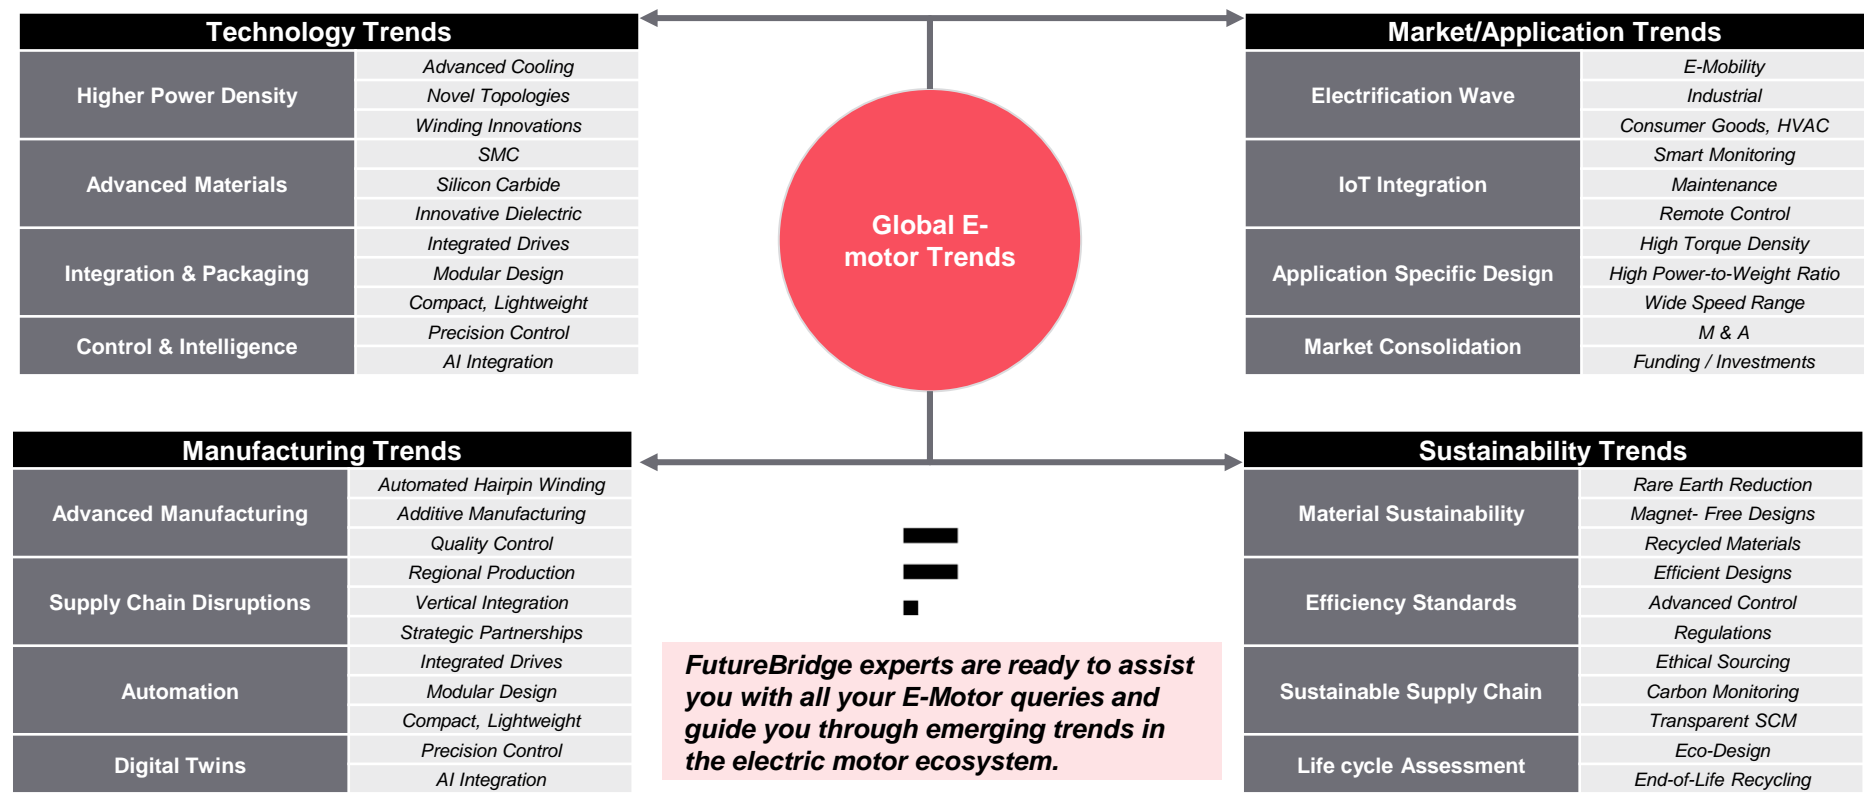 Technology Trends
Higher Power Density
Advanced Cooling
Novel Topologies
Winding Innovations
Advanced Materials
SMC
Silicon Carbide
Innovative Dielectric
Integration & Packaging
Integrated Drives
Modular Design
Compact, Lightweight
Control & Intelligence
Precision Control
AI Integration
Global E-
motor Trends
Market/Application Trends
Electrification Wave
E-Mobility
Industrial
Consumer Goods, HVAC
IoT Integration
Smart Monitoring
Maintenance
Remote Control
Application Specific Design
High Torque Density
High Power-to-Weight Ratio
Wide Speed Range
Market Consolidation
M & A
Funding / Investments
Manufacturing Trends
Advanced Manufacturing
Automated Hairpin Winding
Additive Manufacturing
Quality Control
Supply Chain Disruptions
Regional Production
Vertical Integration
Strategic Partnerships
Automation
Integrated Drives
Modular Design
Compact, Lightweight
Digital Twins
Precision Control
AI Integration
FutureBridge experts are ready to assist
you with all your E-Motor queries and
guide you through emerging trends in
the electric motor ecosystem.
Sustainability Trends
Material Sustainability
Rare Earth Reduction
Magnet- Free Designs
Recycled Materials
Efficiency Standards
Efficient Designs
Advanced Control
Regulations
Sustainable Supply Chain
Ethical Sourcing
Carbon Monitoring
Transparent SCM
Life cycle Assessment
Eco-Design
End-of-Life Recycling